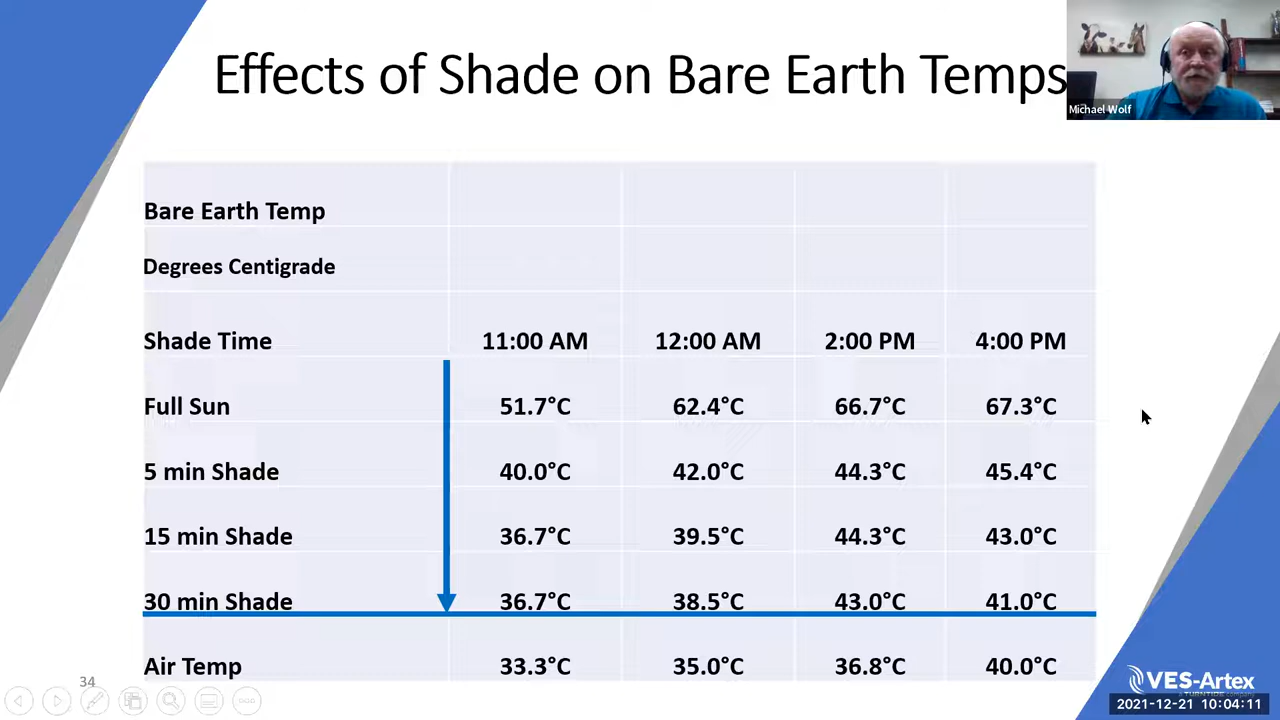 Effects of Shade on Bare Earth Temps
Michael Wolf
Bare Earth Temp
Degrees Centigrade
Shade Time 11:00 AM 12:00 AM 2:00 PM 4:00 PM
Full Sun 51.7°C 62.4°C 66.7°C 67.3°C
5 min Shade 40.0°C 42.0°C 44.3°C 45.4°C
15 min Shade 36.7°C 39.5°C 44.3°C 43.0°C
30 min Shade 36.7°C 38.5°C 43.0°C 41.0°C
Air Temp 33.3°C 35.0°C 36.8°C 40.0°C
34
VES-Artex
A TURNTIDE company
2021-12-21 10:04:11